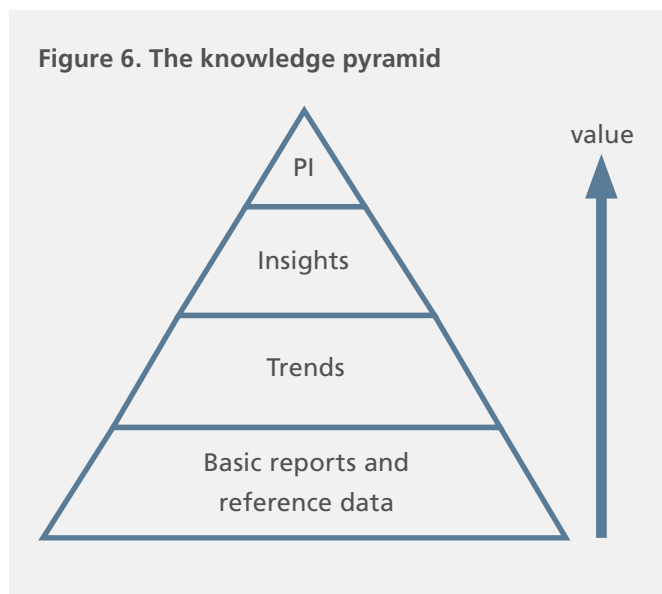 Figure 6. The knowledge pyramid
value
PI
Insights
Trends
Basic reports and
reference data